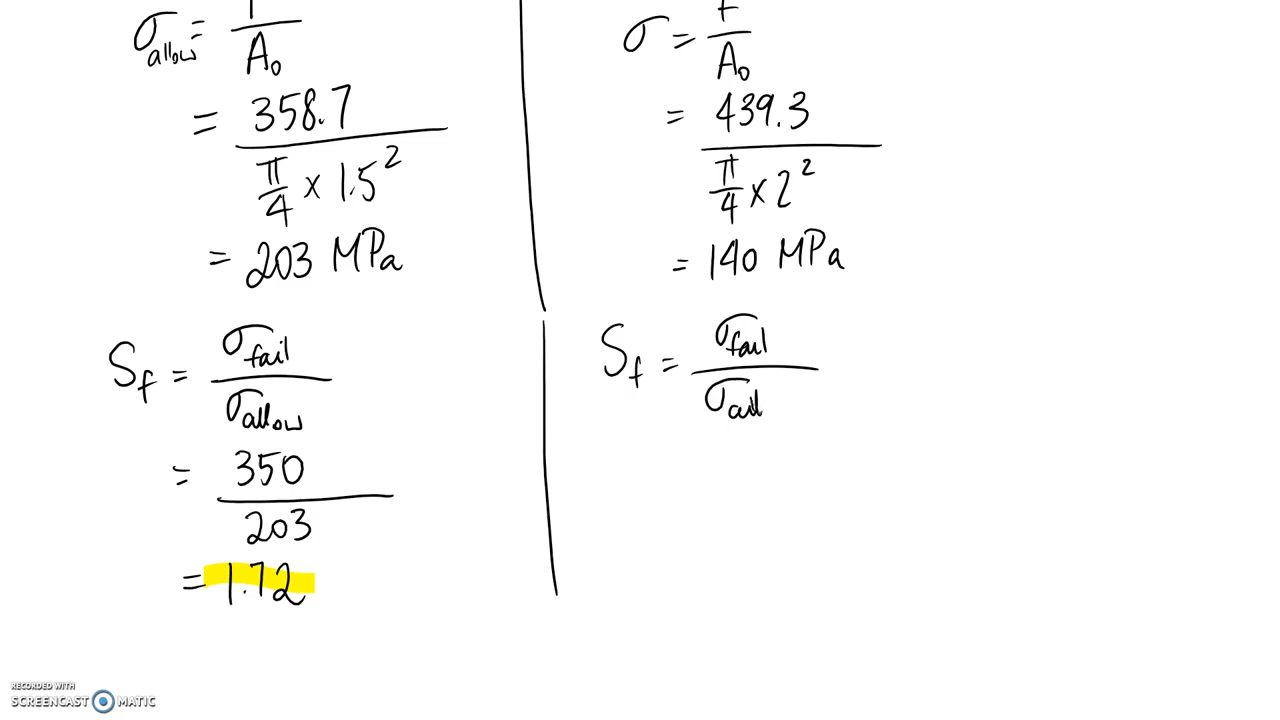 σallow = F/A₀
= 358.7 / (π/4 × 1.5²)
= 203 MPa
Sf = σfail / σallow
= 350 / 203
= 1.72
σ = F/A₀
= 439.3 / (π/4 × 2²)
= 140 MPa
Sf = σfail / σall
RECORDED WITH
SCREENCAST MATIC